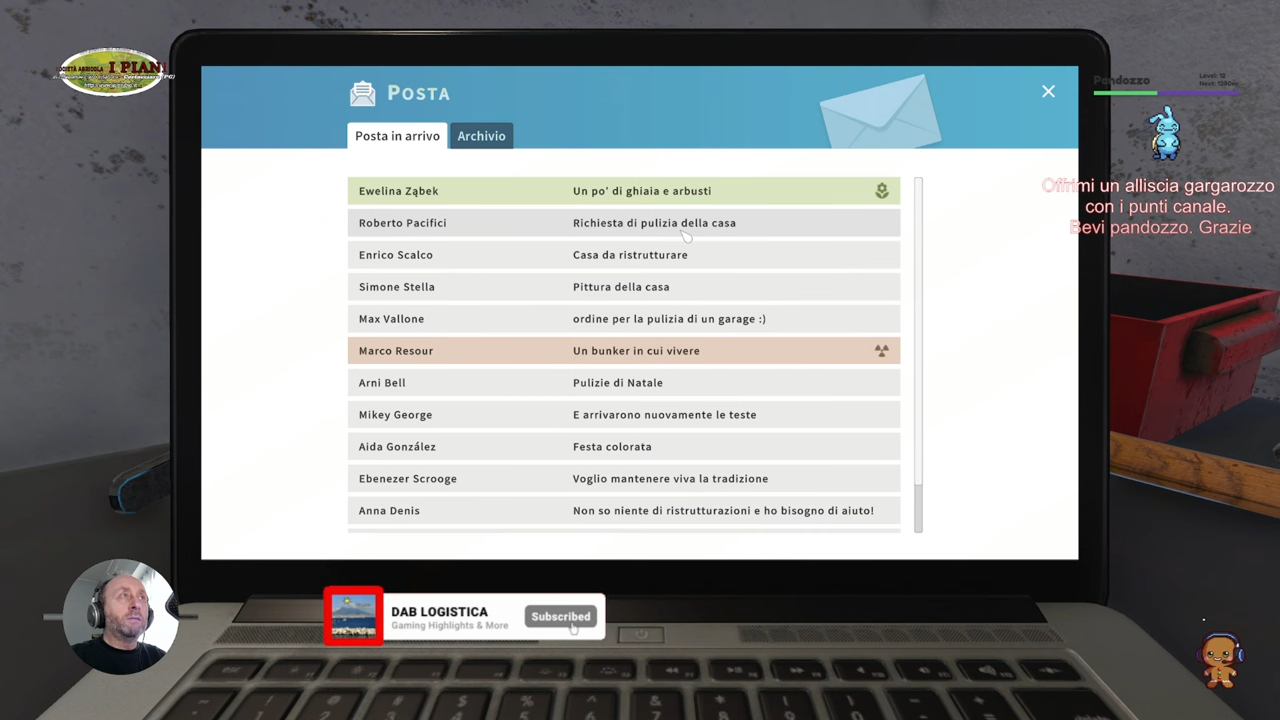 SOCIETÀ AGRICOLA I PIANI
Posta
Posta in arrivo
Archivio
Pandozzo
Level: 12
Ewelina Ząbek Un po' di ghiaia e arbusti
Roberto Pacifici Richiesta di pulizia della casa
Enrico Scalco Casa da ristrutturare
Simone Stella Pittura della casa
Max Vallone ordine per la pulizia di un garage :)
Marco Resour Un bunker in cui vivere
Arni Bell Pulizie di Natale
Mikey George E arrivarono nuovamente le teste
Aida González Festa colorata
Ebenezer Scrooge Voglio mantenere viva la tradizione
Anna Denis Non so niente di ristrutturazioni e ho bisogno di aiuto!
Offrimi un alliscia gargarozzo
con i punti canale.
Bevi pandozzo. Grazie
DAB LOGISTICA
Gaming Highlights & More
Subscribed